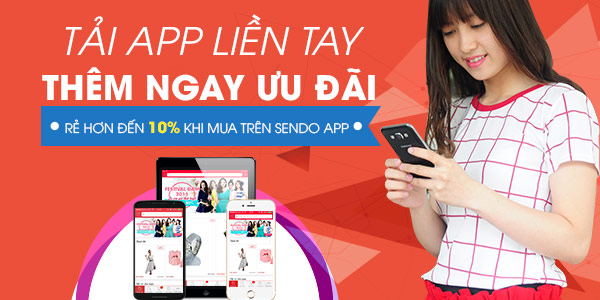 TẢI APP LIỀN TAY
THÊM NGAY ƯU ĐÃI
RẺ HƠN ĐẾN 10% KHI MUA TRÊN SENDO APP